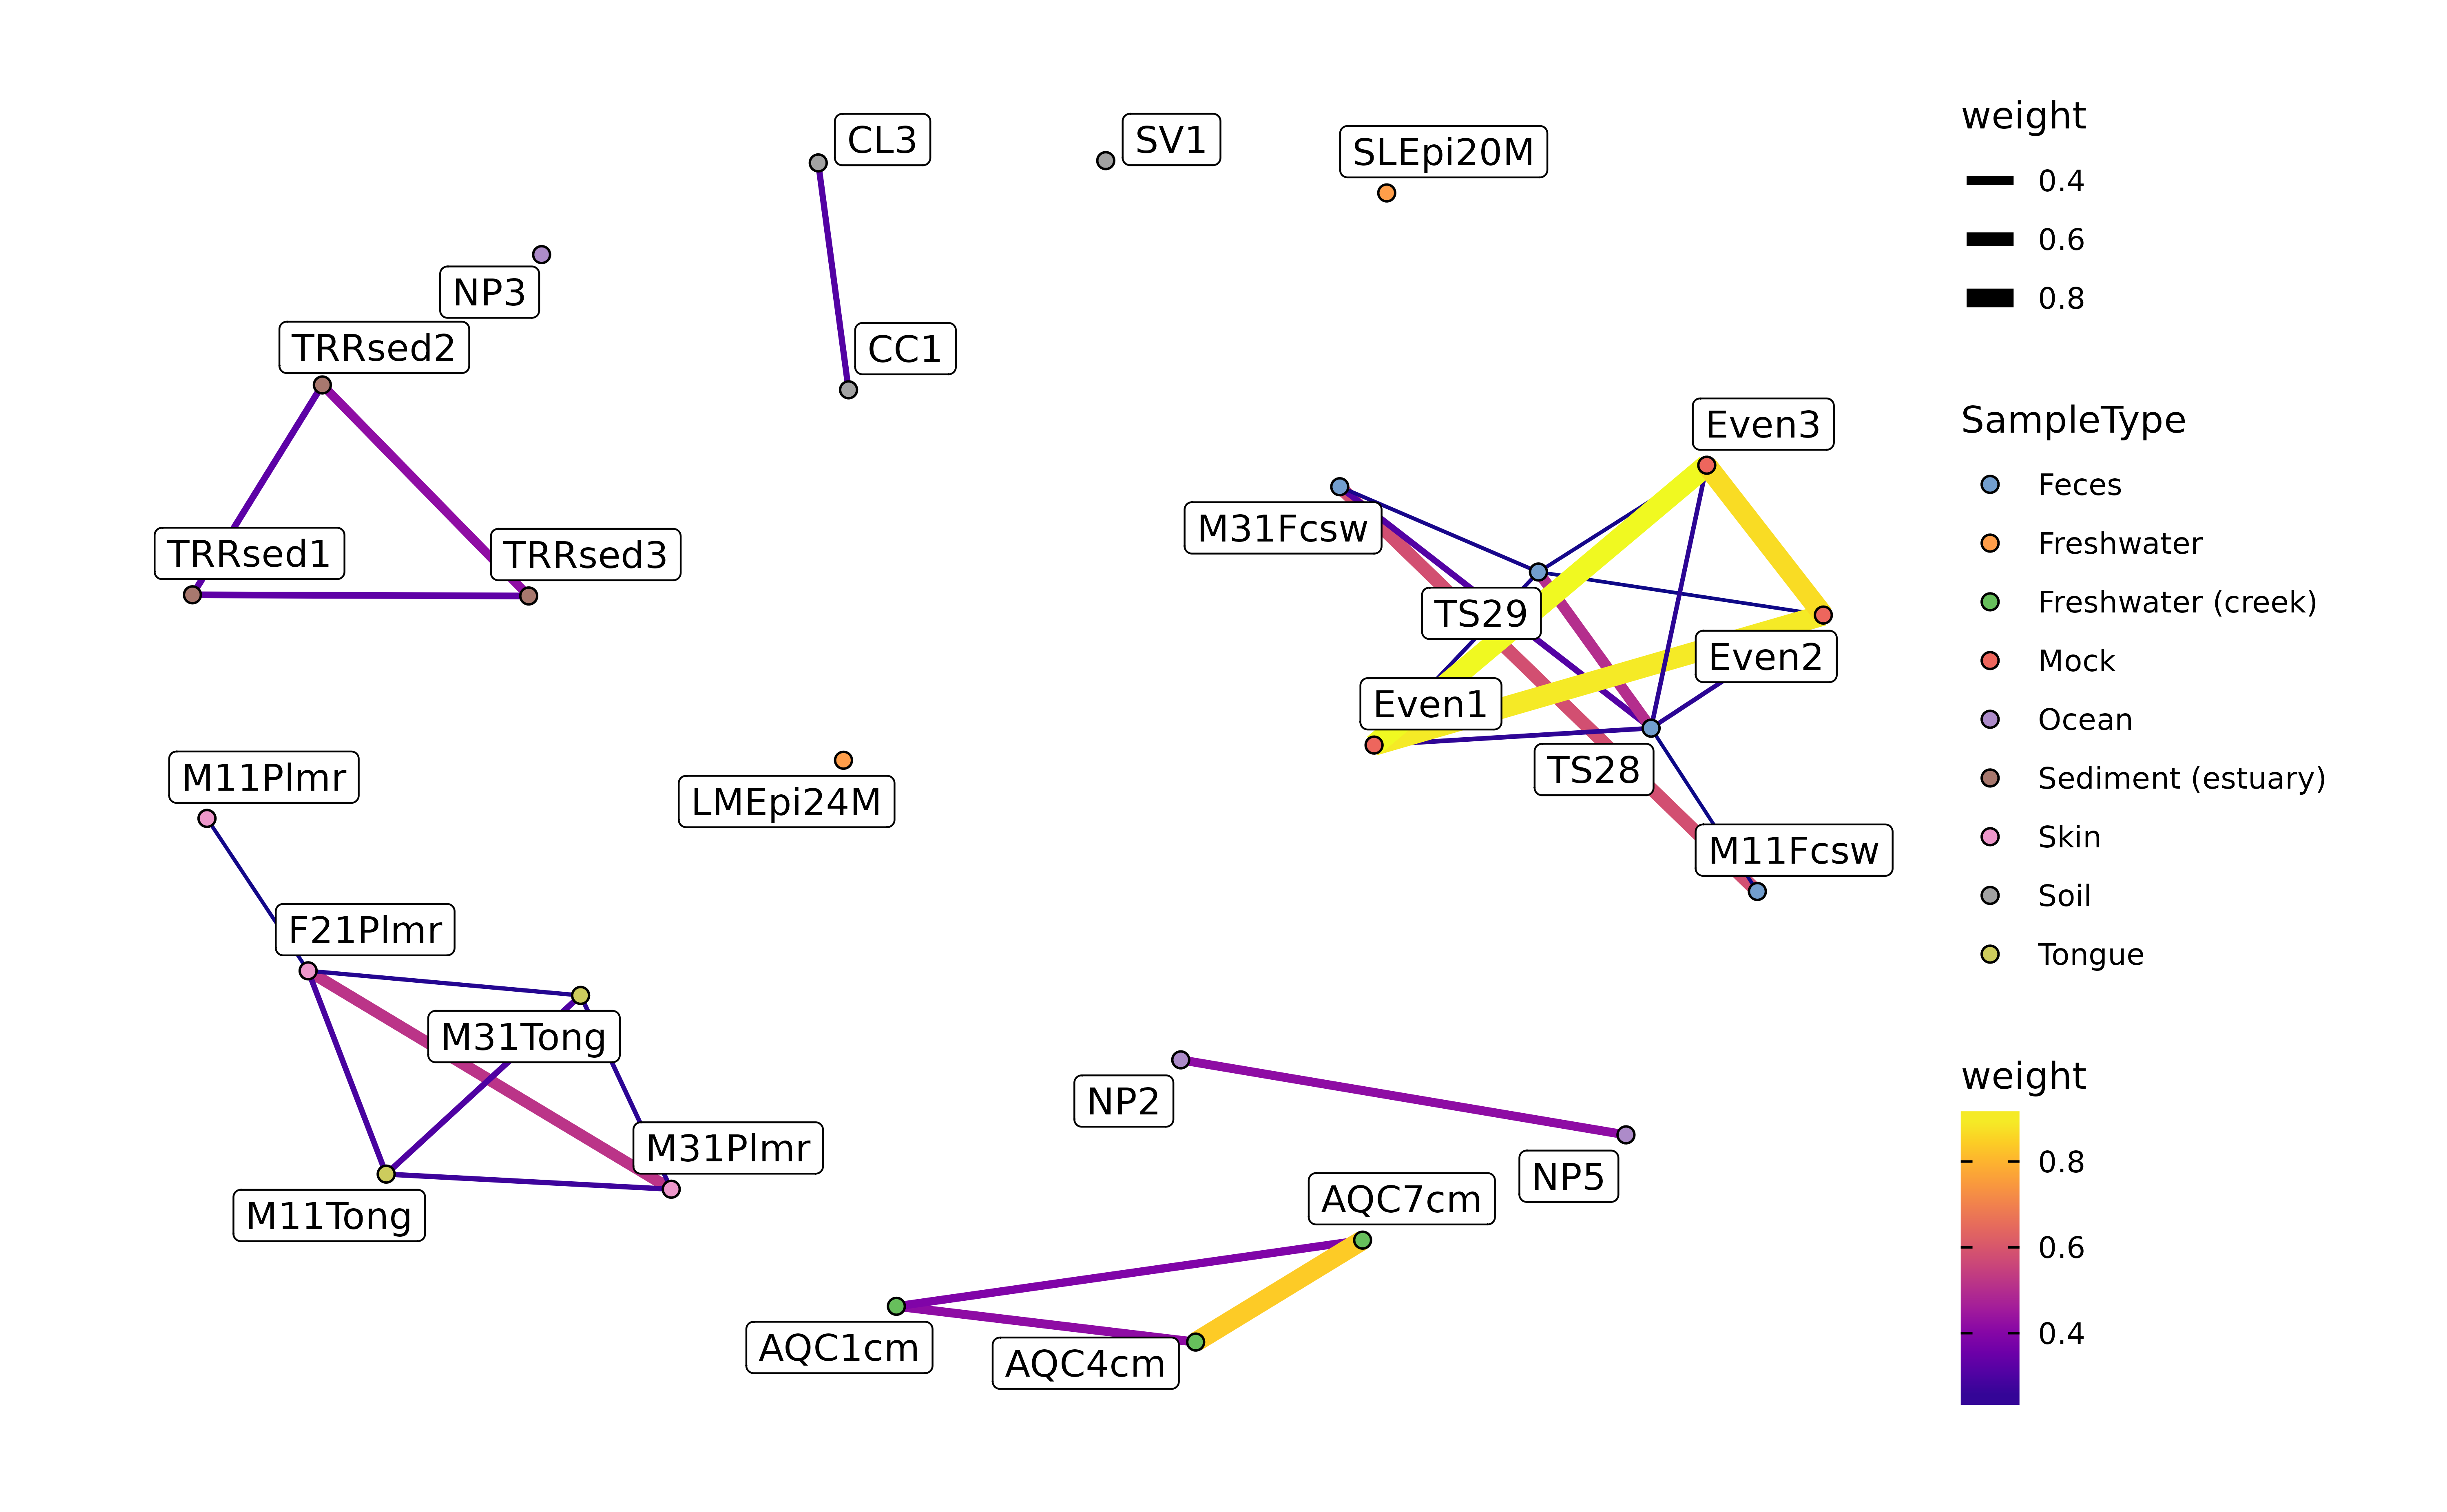 CL3
SV1
SLEpi20M
NP3
TRRsed2
CC1
Even3
M31Fcsw
TRRsed1
TRRsed3
TS29
Even2
Even1
TS28
M11Plmr
LMEpi24M
M11Fcsw
F21Plmr
M31Tong
NP2
M31Plmr
NP5
AQC7cm
M11Tong
AQC1cm
AQC4cm
weight
0.4
0.6
0.8
SampleType
Feces
Freshwater
Freshwater (creek)
Mock
Ocean
Sediment (estuary)
Skin
Soil
Tongue
weight
0.8
0.6
0.4